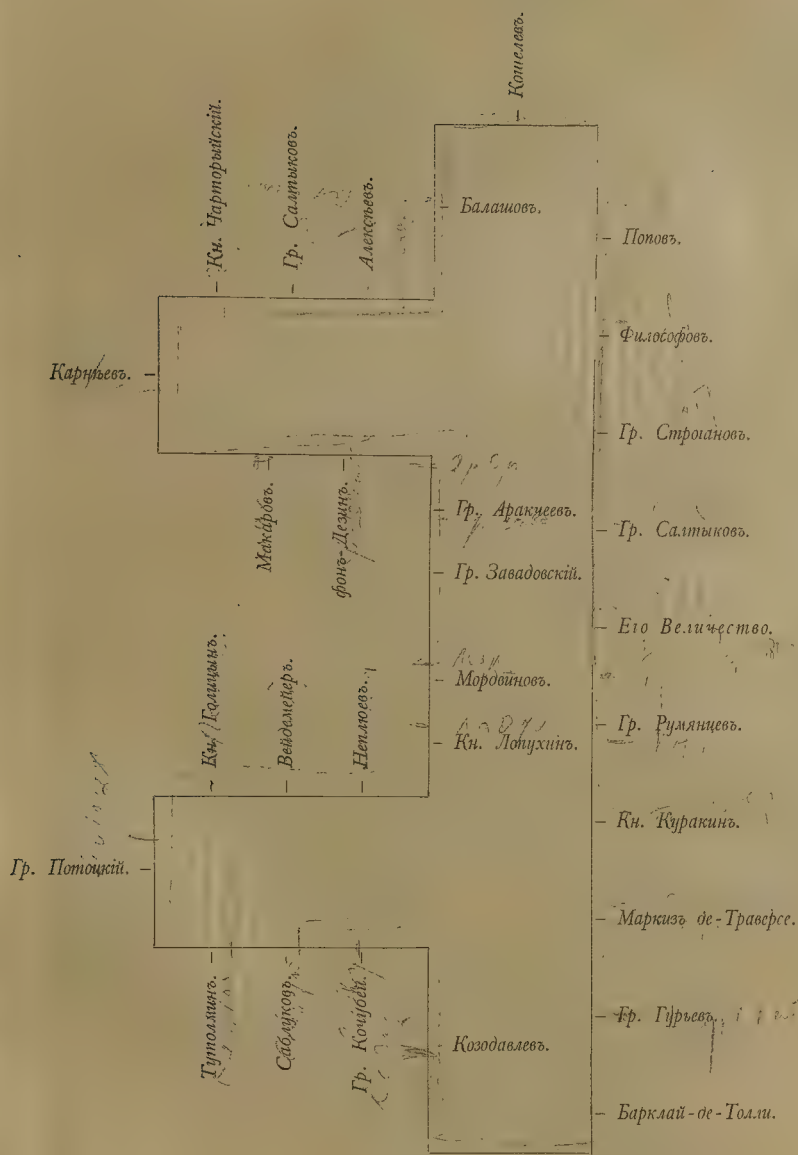 Кошелевъ.
Кн. Чарторыйскій.
Гр. Салтыковъ.
Алексѣевъ.
Балашовъ.
Поповъ.
Философовъ.
Карнѣевъ.
Гр. Строгановъ.
Макаровъ.
фонъ-Дезинъ.
Гр. Аракчеевъ.
Гр. Салтыковъ.
Гр. Завадовскій.
Его Величество.
Кн. Голицынъ.
Вейдемейеръ.
Неплюевъ.
Мордвиновъ.
Кн. Лопухинъ.
Гр. Румянцевъ.
Кн. Куракинъ.
Гр. Потоцкій.
Маркизъ де-Траверсе.
Тутолминъ.
Саблуковъ.
Гр. Кочубей.
Козодавлевъ.
Гр. Гурьевъ.
Барклай-де-Толли.